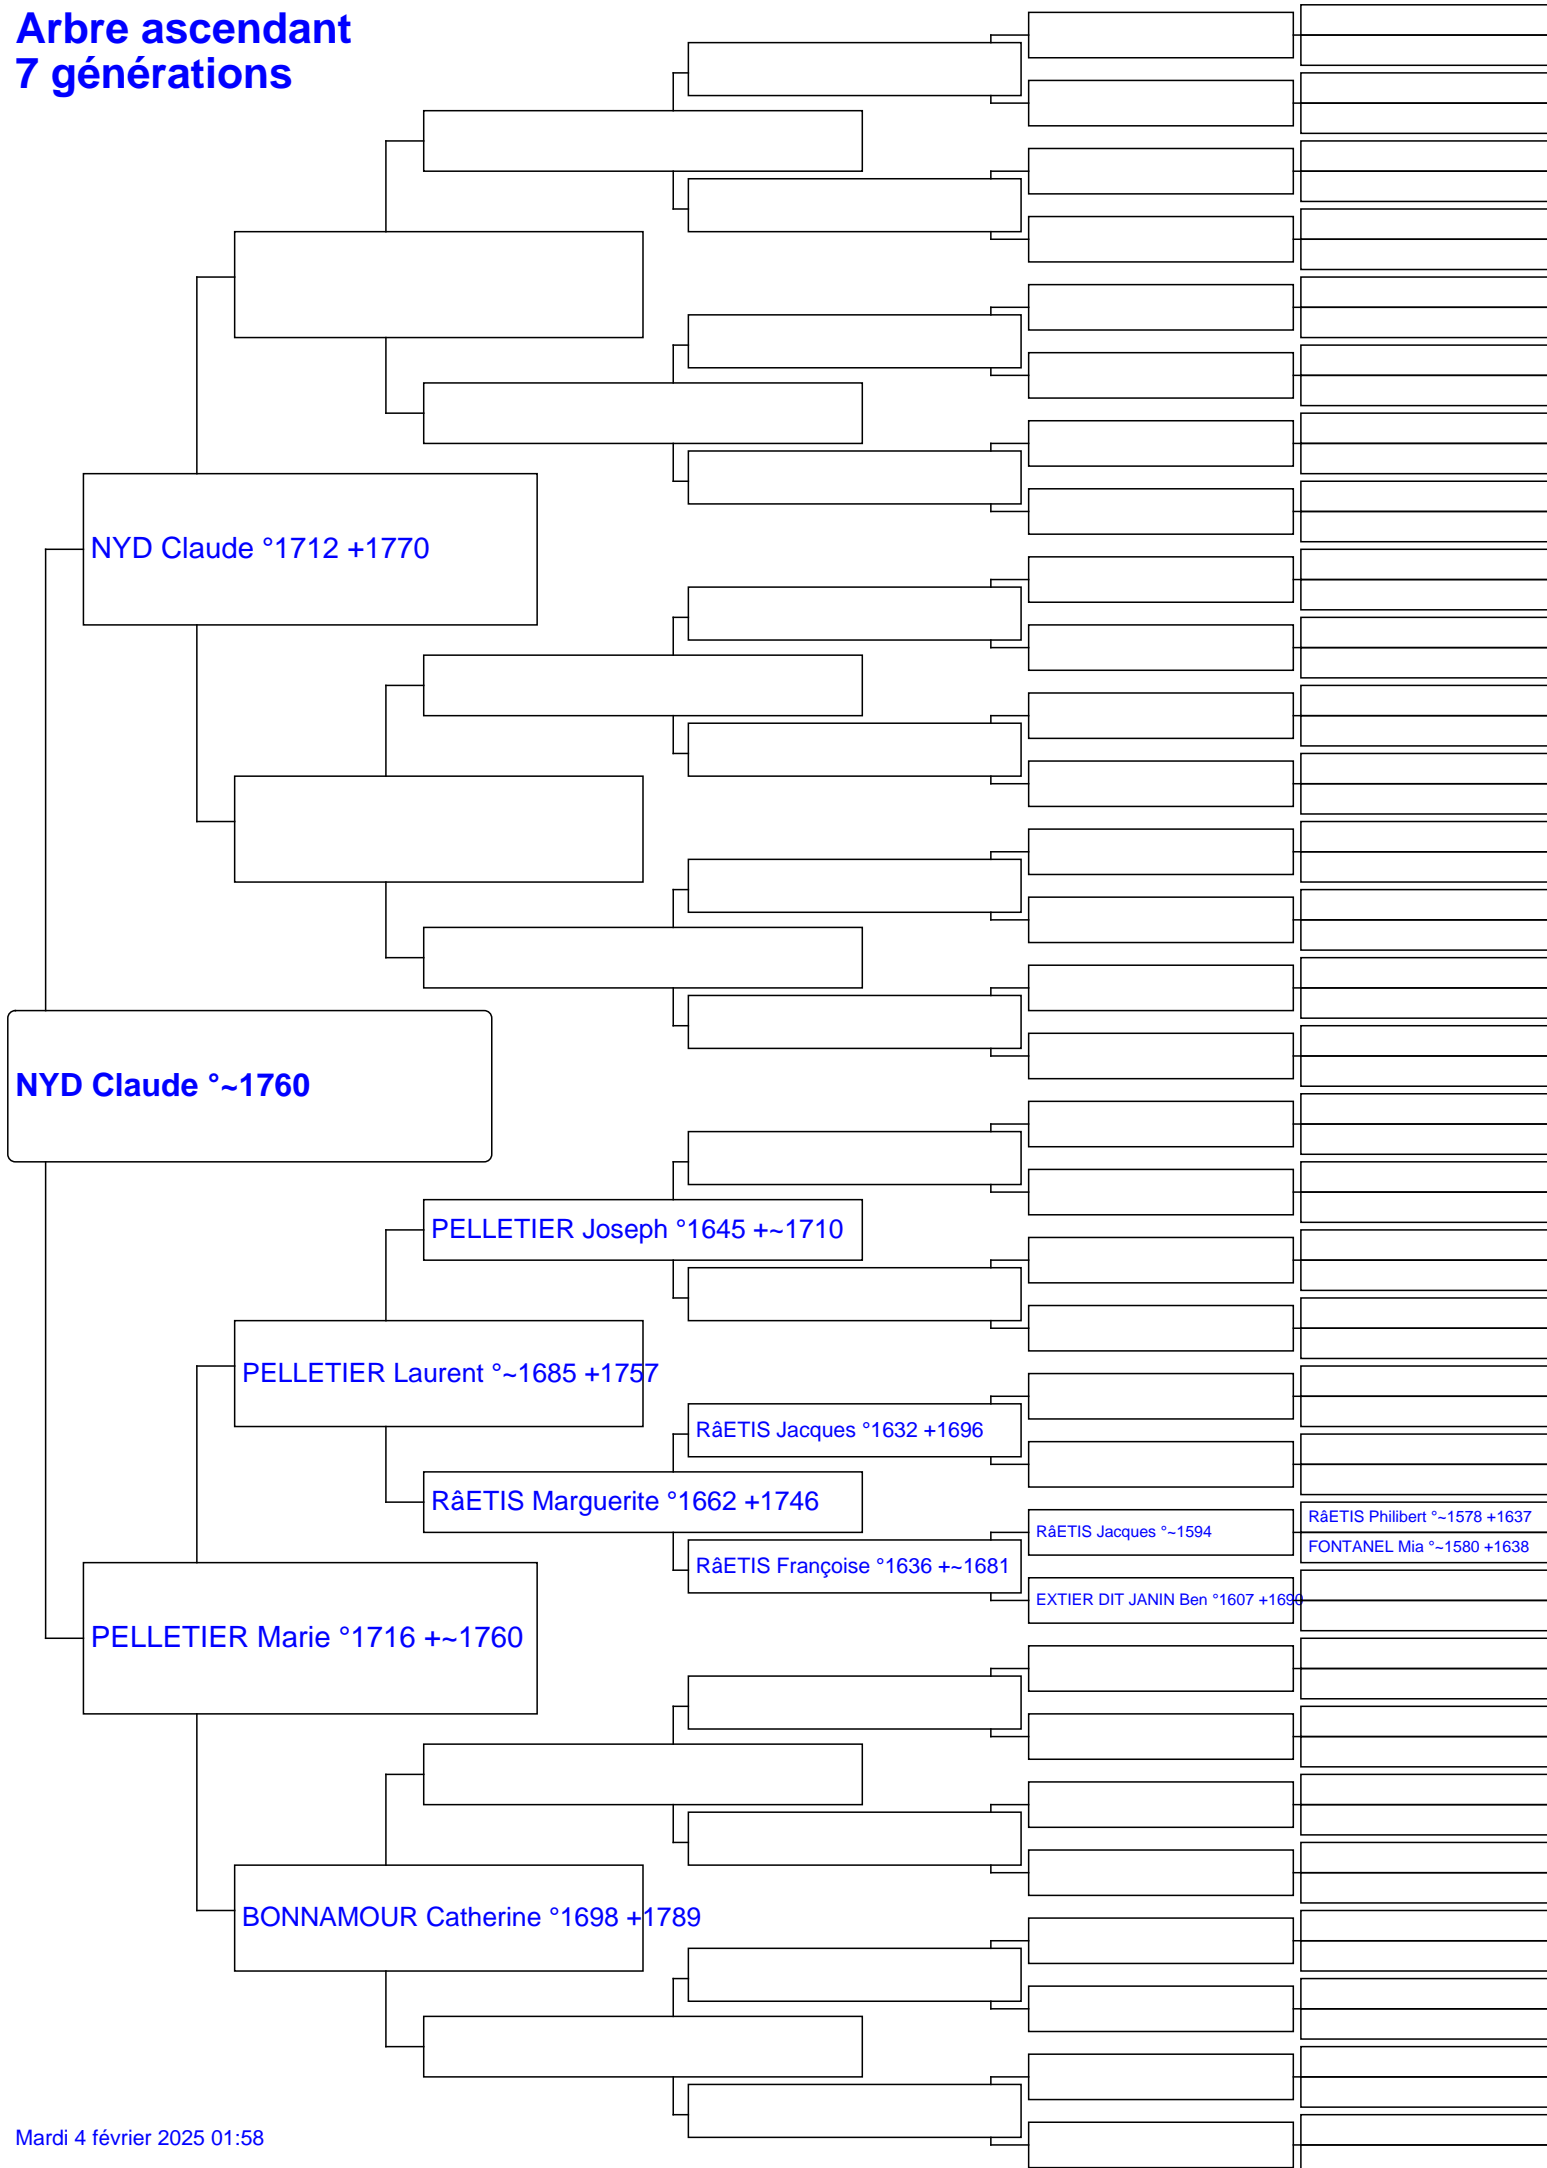 Arbre ascendant
7 générations
NYD Claude °1712 +1770
NYD Claude °~1760
PELLETIER Joseph °1645 +~1710
PELLETIER Laurent °~1685 +1757
RâETIS Jacques °1632 +1696
RâETIS Marguerite °1662 +1746
RâETIS Philibert °~1578 +1637
RâETIS Jacques °~1594
FONTANEL Mia °~1580 +1638
RâETIS Françoise °1636 +~1681
EXTIER DIT JANIN Ben °1607 +1690
PELLETIER Marie °1716 +~1760
BONNAMOUR Catherine °1698 +1789
Mardi 4 février 2025 01:58